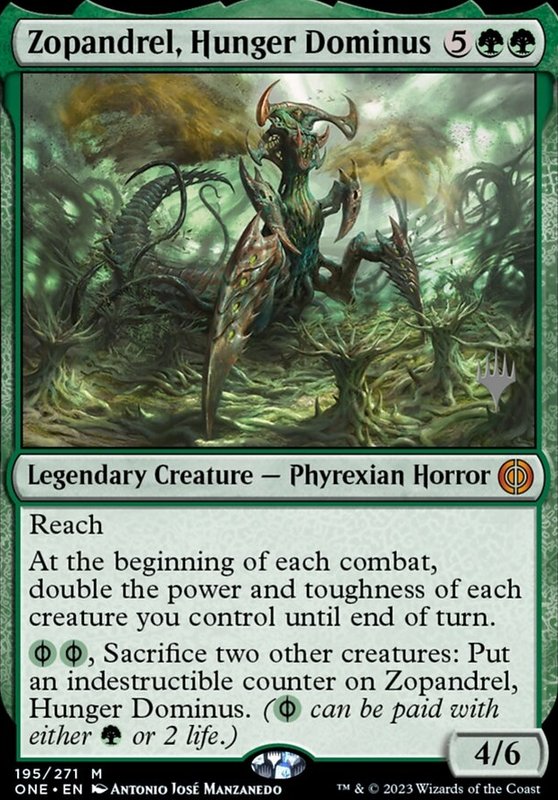 Zopandrel, Hunger Dominus 5
Legendary Creature — Phyrexian Horror
Reach
At the beginning of each combat,
double the power and toughness of each
creature you control until end of turn.
, Sacrifice two other creatures: Put
an indestructible counter on Zopandrel,
Hunger Dominus. ( can be paid with
either or 2 life.)
4/6
195/271 M
ONE • EN Antonio José Manzanedo
™ & © 2023 Wizards of the Coast